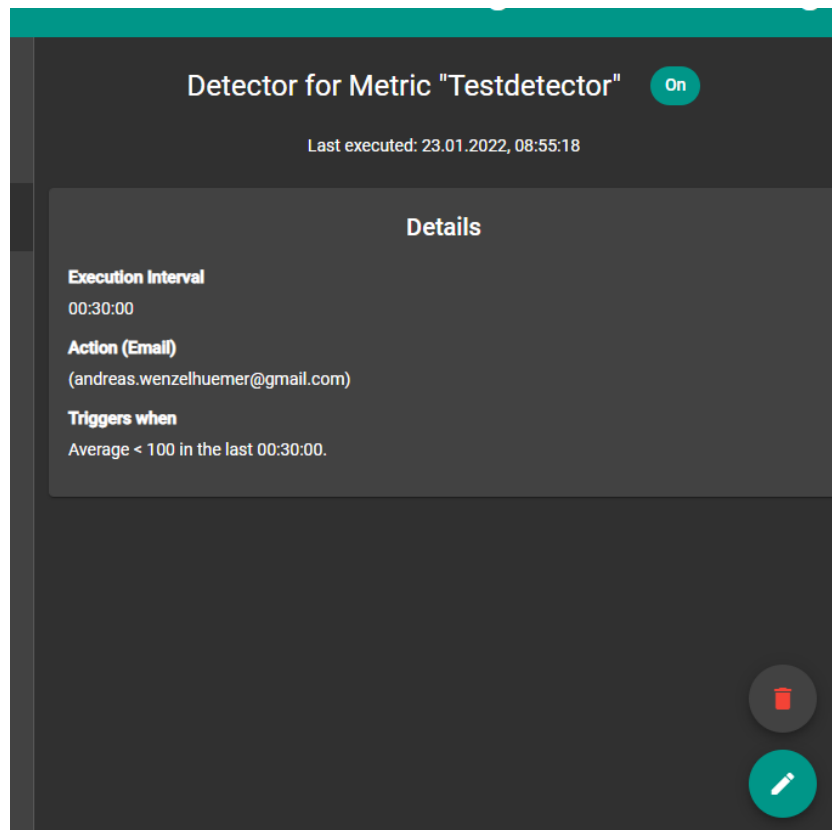 Detector for Metric "Testdetector" On
Last executed: 23.01.2022, 08:55:18
Details
Execution Interval
00:30:00
Action (Email)
(andreas.wenzelhuemer@gmail.com)
Triggers when
Average < 100 in the last 00:30:00.